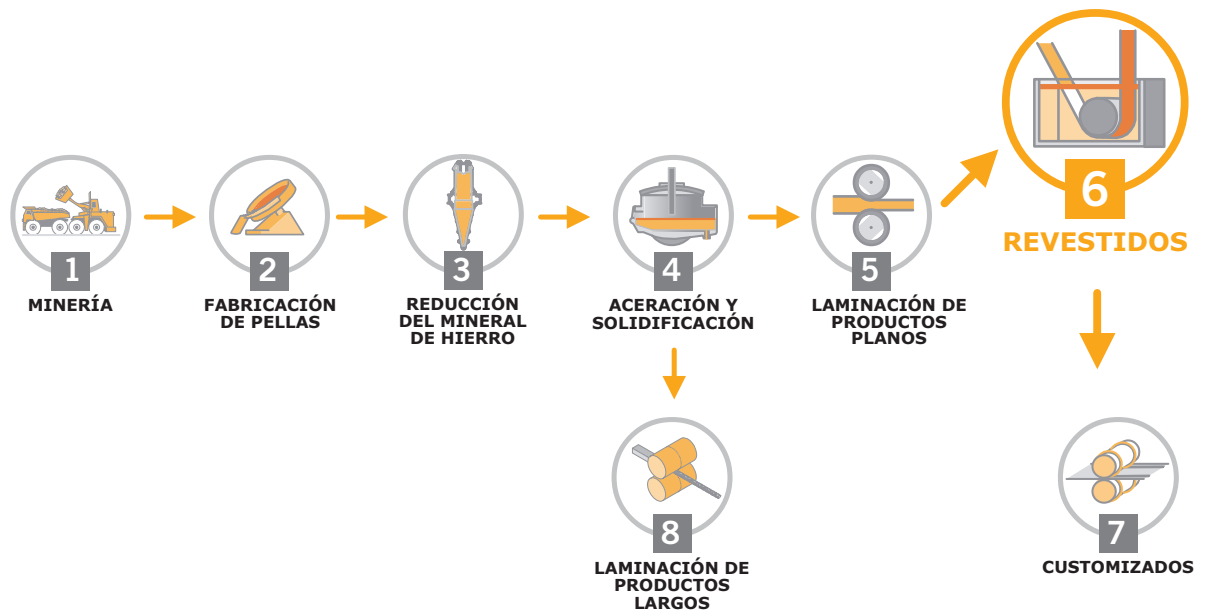 1
MINERÍA
2
FABRICACIÓN
DE PELLAS
3
REDUCCIÓN
DEL MINERAL
DE HIERRO
4
ACERACIÓN Y
SOLIDIFICACIÓN
5
LAMINACIÓN DE
PRODUCTOS
PLANOS
6
REVESTIDOS
7
CUSTOMIZADOS
8
LAMINACIÓN DE
PRODUCTOS
LARGOS